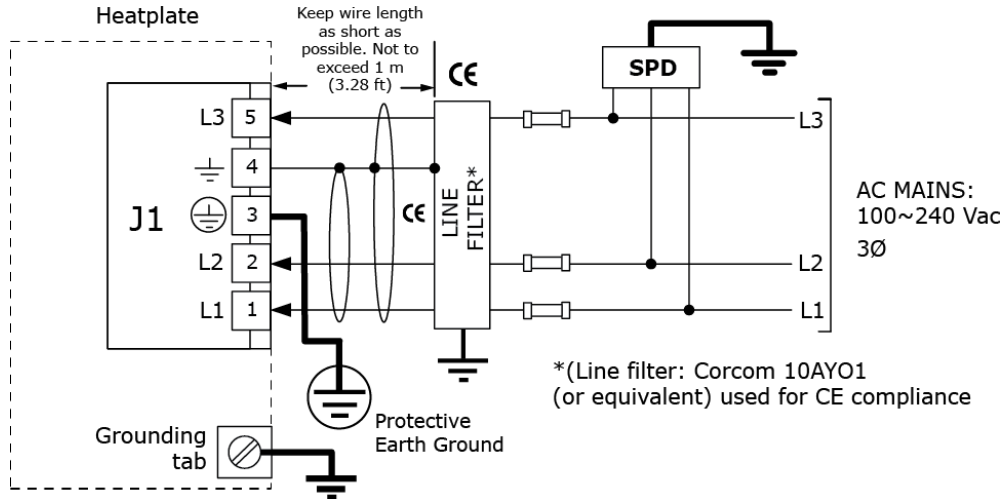 Heatplate
Keep wire length
as short as
possible. Not to
exceed 1 m
(3.28 ft)
CE
SPD
L3 5
L3
4
CE
LINE
FILTER*
AC MAINS:
100~240 Vac
3Ø
J1
3
L2 2
L2
L1 1
L1
*(Line filter: Corcom 10AYO1
(or equivalent) used for CE compliance
Protective
Earth Ground
Grounding
tab